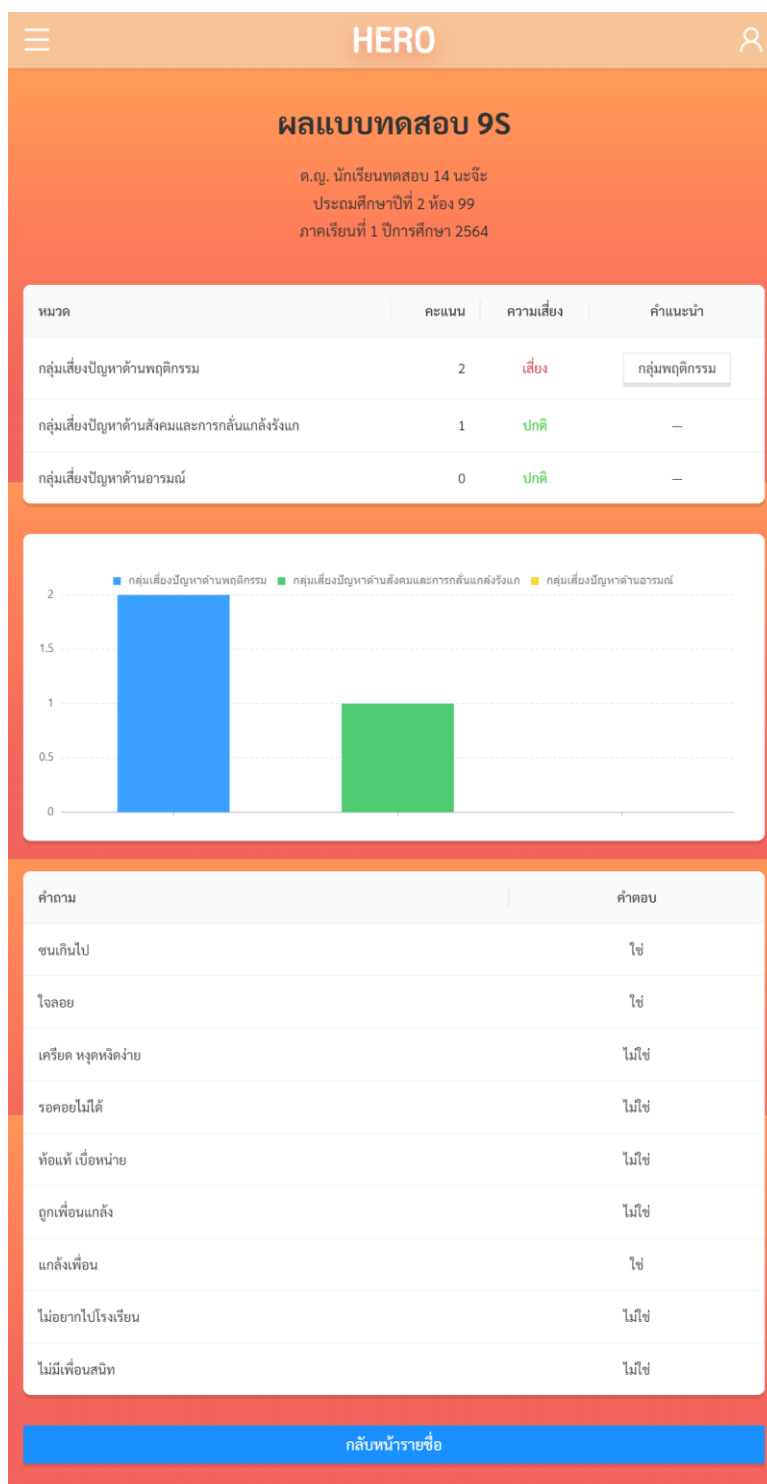 HERO
ผลแบบทดสอบ 9S
ด.ญ. นักเรียนทดสอบ 14 นะจ๊ะ
ประถมศึกษาปีที่ 2 ห้อง 99
ภาคเรียนที่ 1 ปีการศึกษา 2564
หมวด คะแนน ความเสี่ยง คำแนะนำ
กลุ่มเสี่ยงปัญหาด้านพฤติกรรม 2 เสี่ยง กลุ่มพฤติกรรม
กลุ่มเสี่ยงปัญหาด้านสังคมและการกลั่นแกล้งรังแก 1 ปกติ —
กลุ่มเสี่ยงปัญหาด้านอารมณ์ 0 ปกติ —
กลุ่มเสี่ยงปัญหาด้านพฤติกรรม กลุ่มเสี่ยงปัญหาด้านสังคมและการกลั่นแกล้งรังแก กลุ่มเสี่ยงปัญหาด้านอารมณ์
2
1.5
1
0.5
0
คำถาม คำตอบ
ซนเกินไป ใช่
ใจลอย ใช่
เครียด หงุดหงิดง่าย ไม่ใช่
รอคอยไม่ได้ ไม่ใช่
ท้อแท้ เบื่อหน่าย ไม่ใช่
ถูกเพื่อนแกล้ง ไม่ใช่
แกล้งเพื่อน ใช่
ไม่อยากไปโรงเรียน ไม่ใช่
ไม่มีเพื่อนสนิท ไม่ใช่
กลับหน้ารายชื่อ